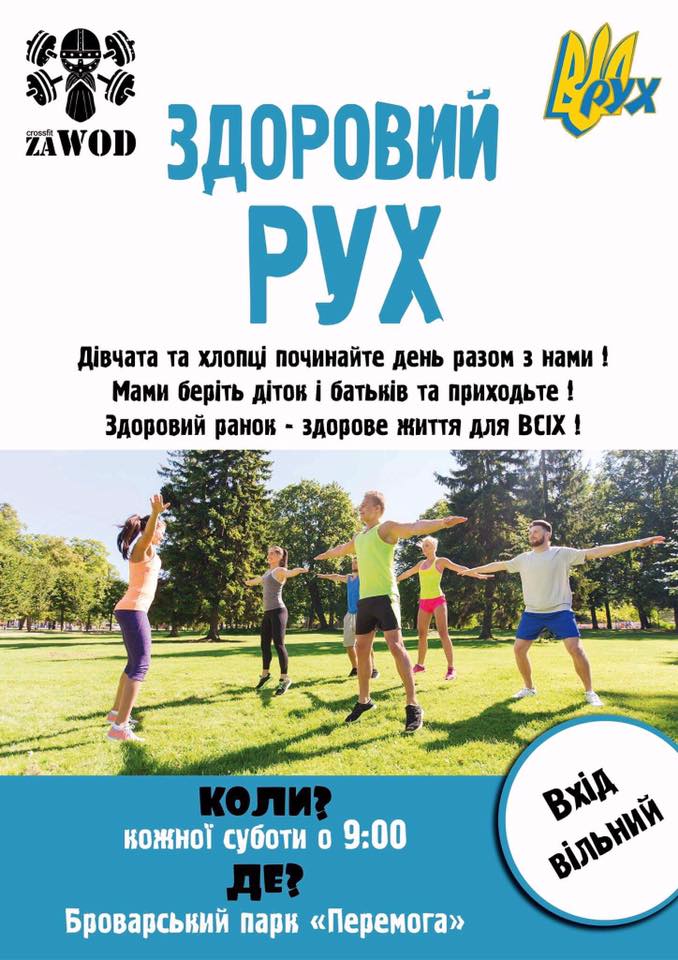 crossfit
ZAWOD
ВІД
РУХ
ЗДОРОВИЙ
РУХ
Дівчата та хлопці починайте день разом з нами !
Мами беріть діток і батьків та приходьте !
Здоровий ранок - здорове життя для ВСІХ !
КОЛИ?
кожної суботи о 9:00
ДЕ?
Броварський парк «Перемога»
Вхід
вільний